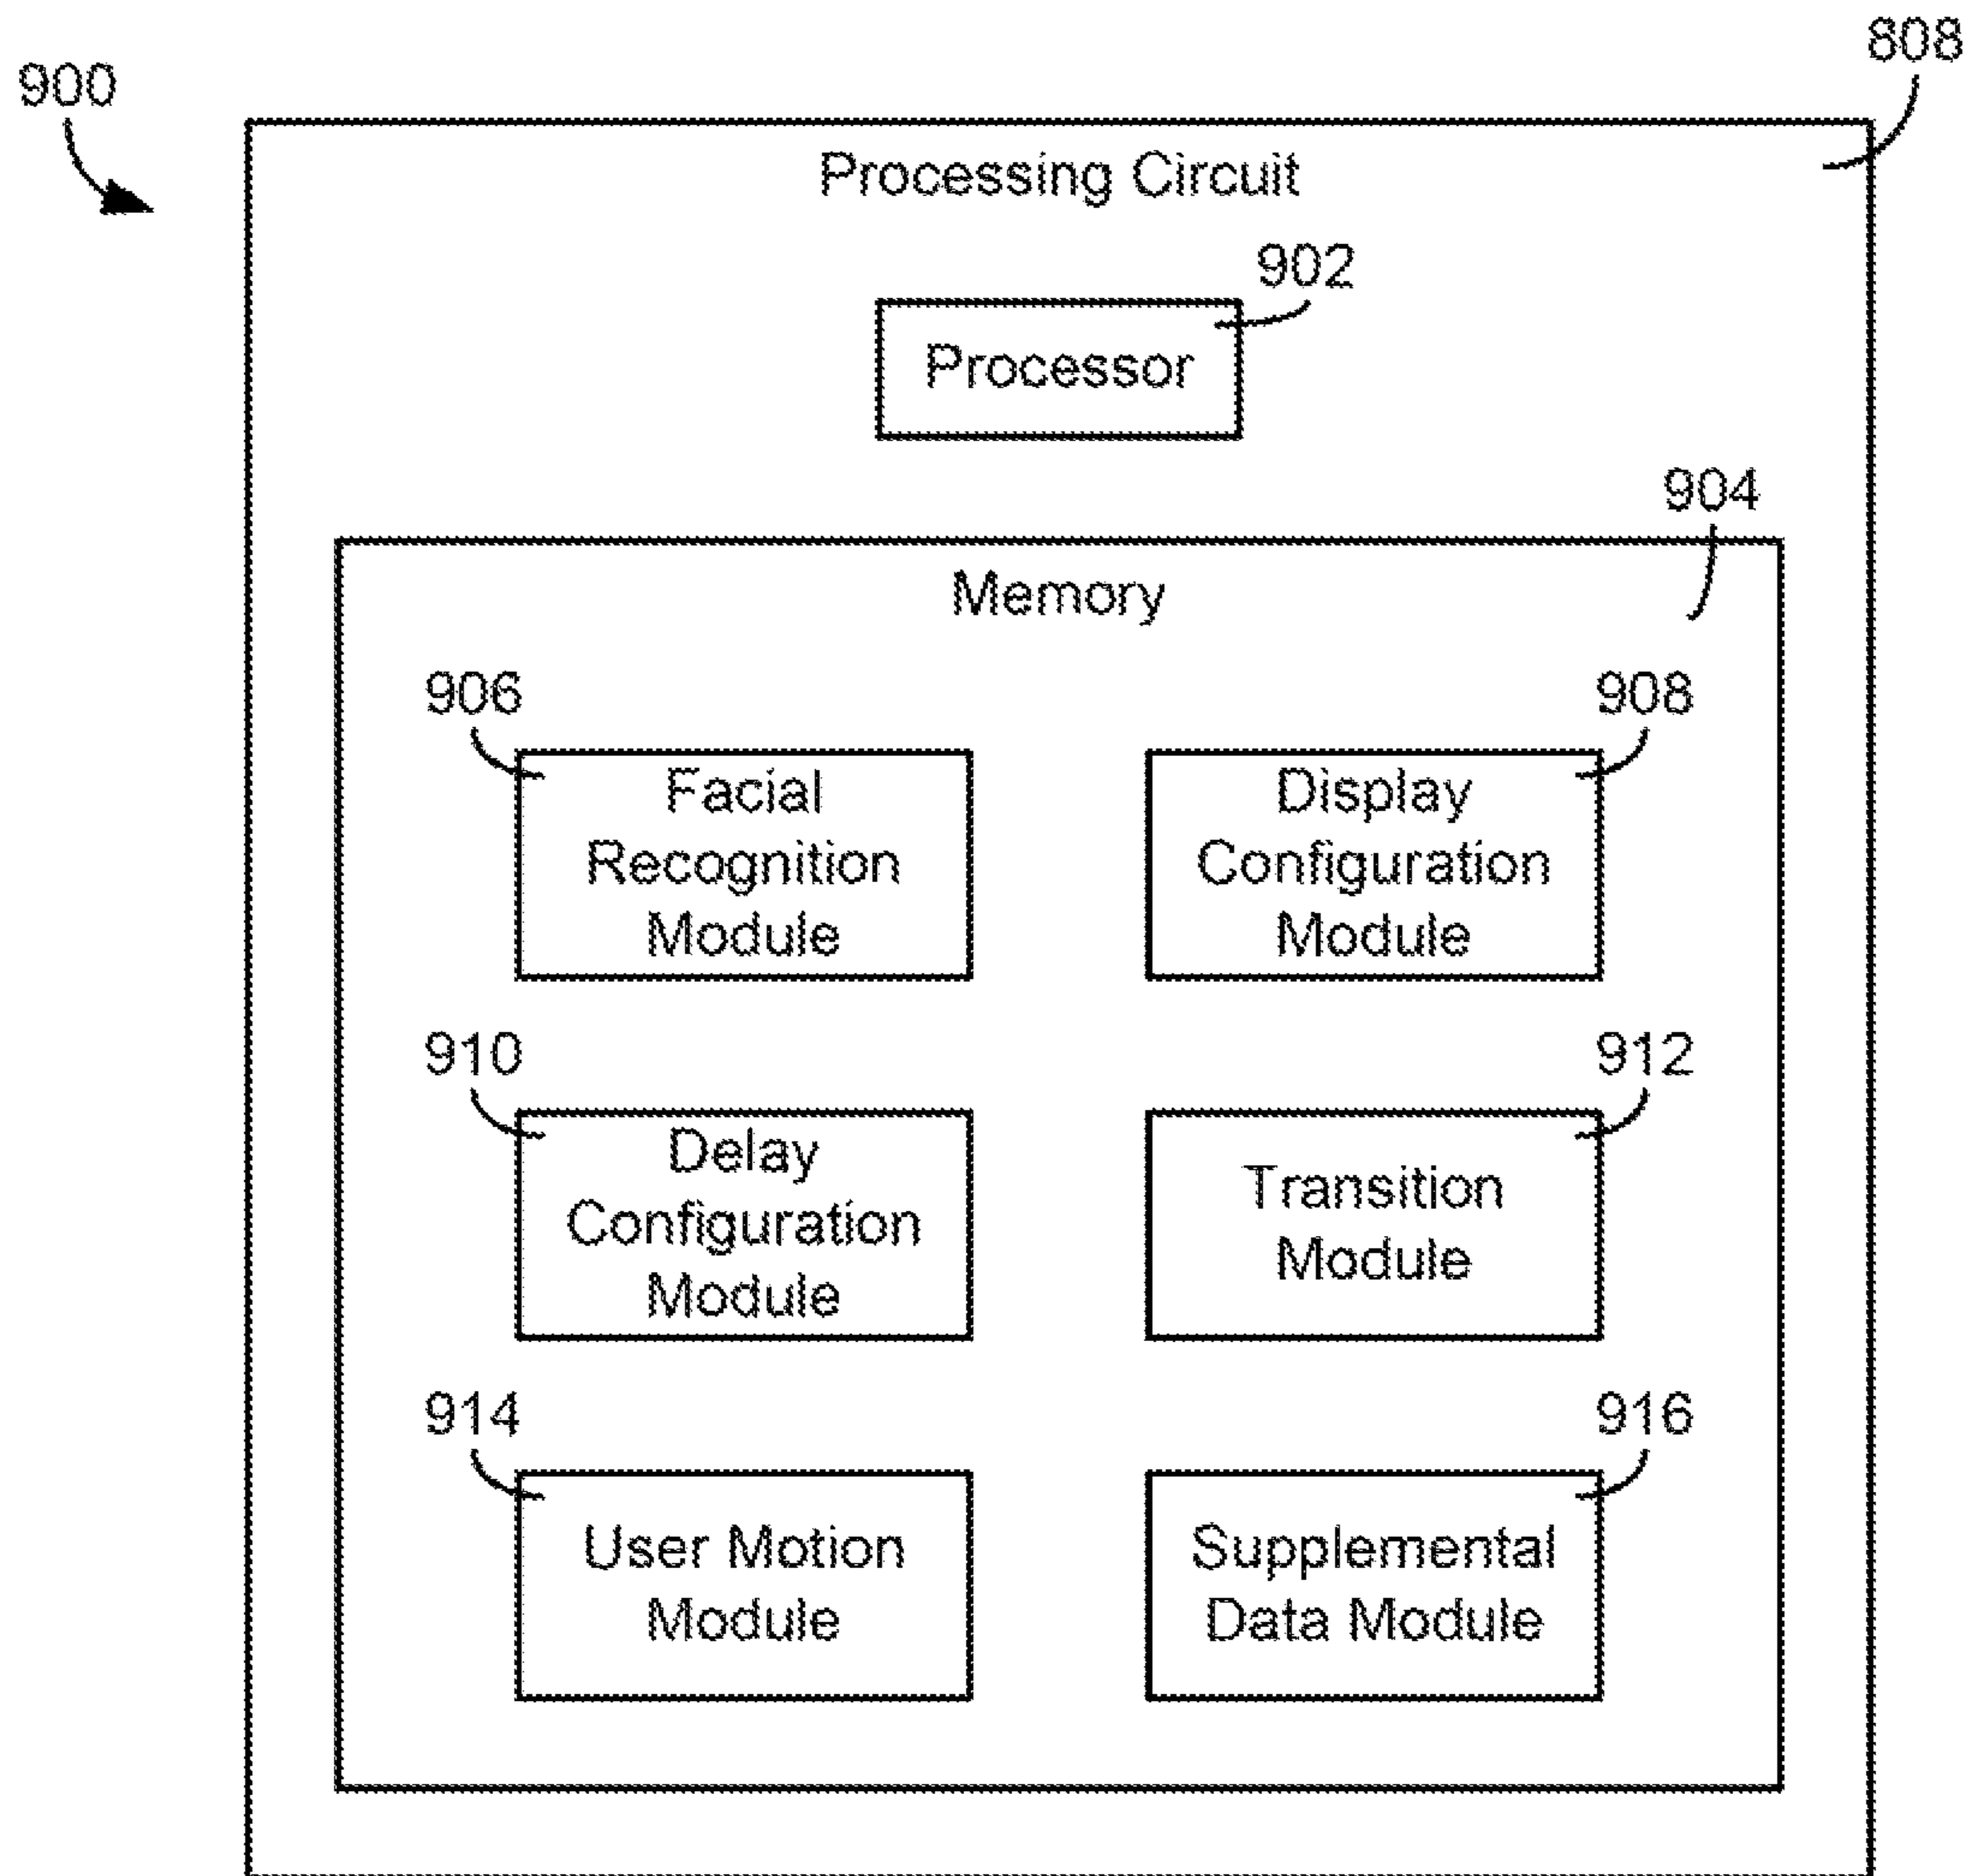 808
900
Processing Circuit
902
Processor
904
Memory
906
908
Facial
Recognition
Module
Display
Configuration
Module
910
912
Delay
Configuration
Module
Transition
Module
914
916
User Motion
Module
Supplemental
Data Module